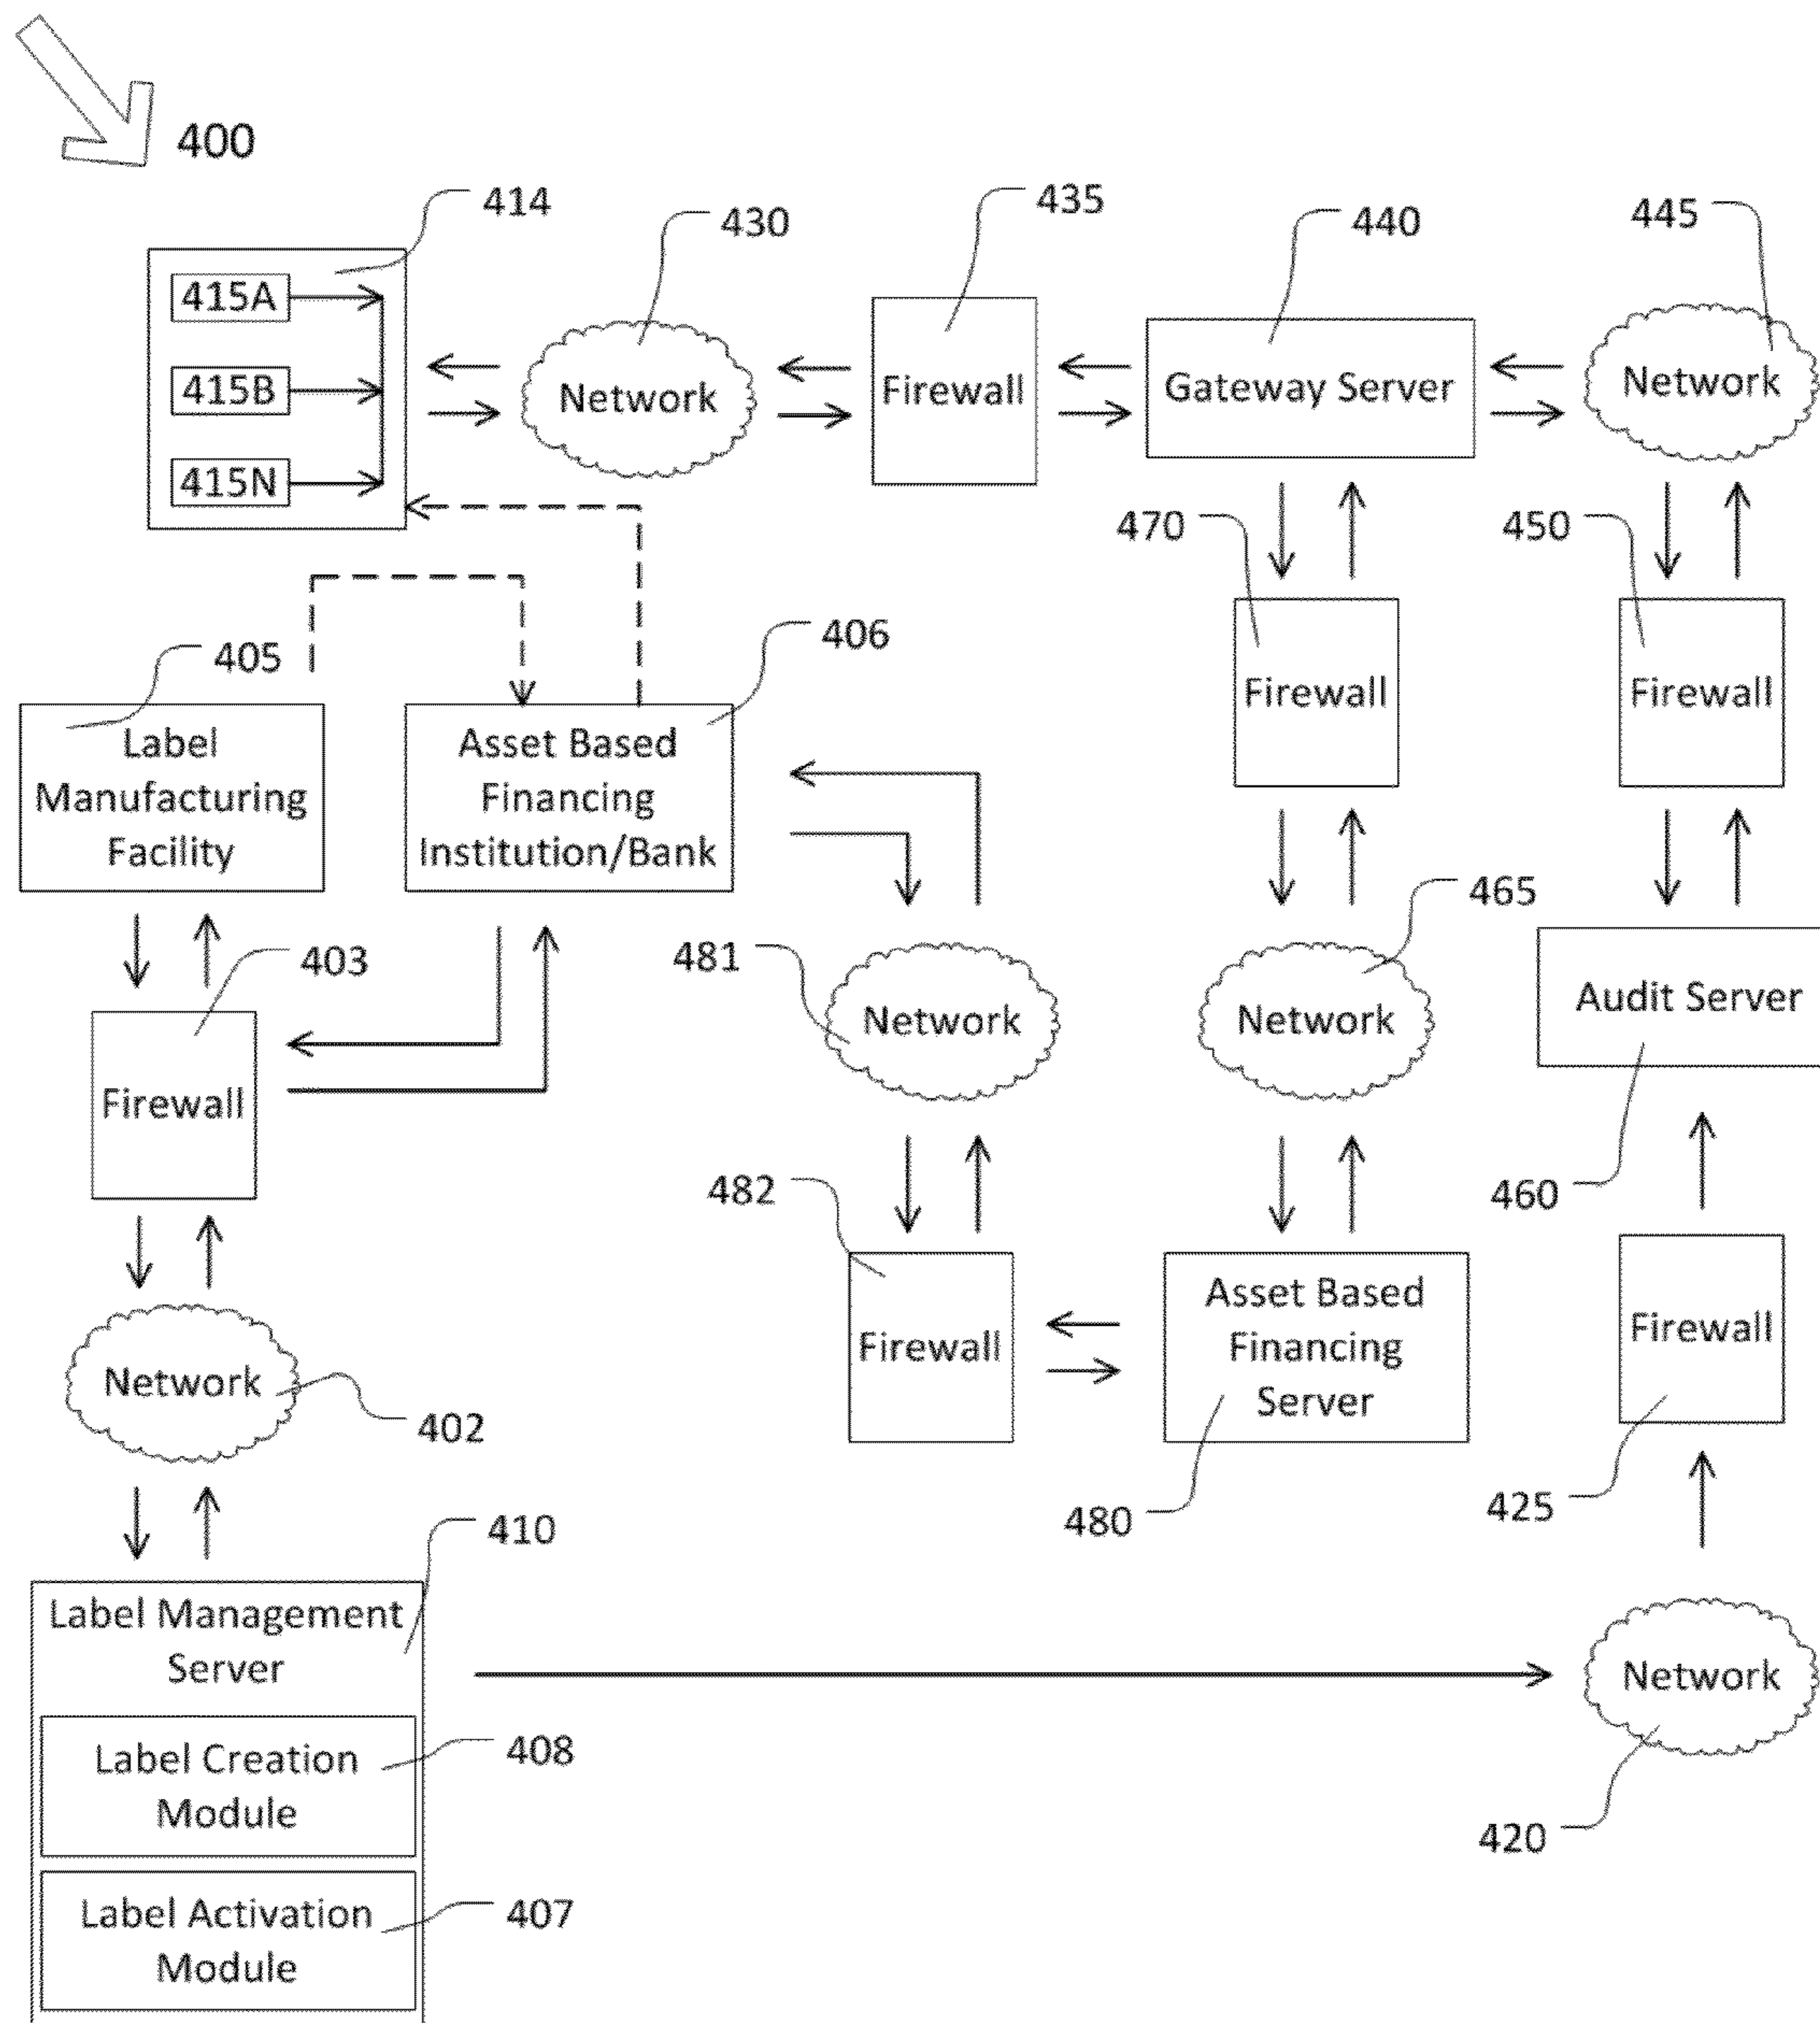 400
414
430
435
440
445
415A
415B
415N
Network
Firewall
Gateway Server
Network
470
450
405
406
Label
Manufacturing
Facility
Asset Based
Financing
Institution/Bank
Firewall
Firewall
403
481
465
Firewall
Network
Network
Audit Server
482
460
Network
402
Firewall
Asset Based
Financing
Server
Firewall
410
480
425
Label Management
Server
Network
Label Creation
Module
408
420
Label Activation
Module
407